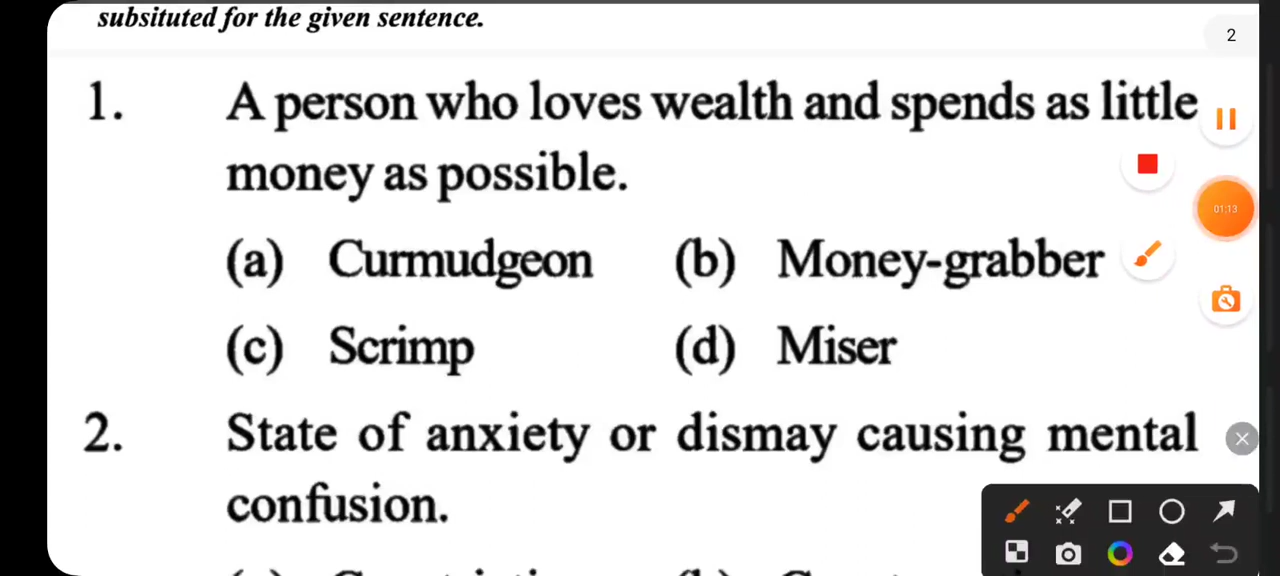 subsituted for the given sentence.
2
1. A person who loves wealth and spends as little
money as possible.
(a) Curmudgeon (b) Money-grabber
01:13
(c) Scrimp (d) Miser
2. State of anxiety or dismay causing mental
confusion.